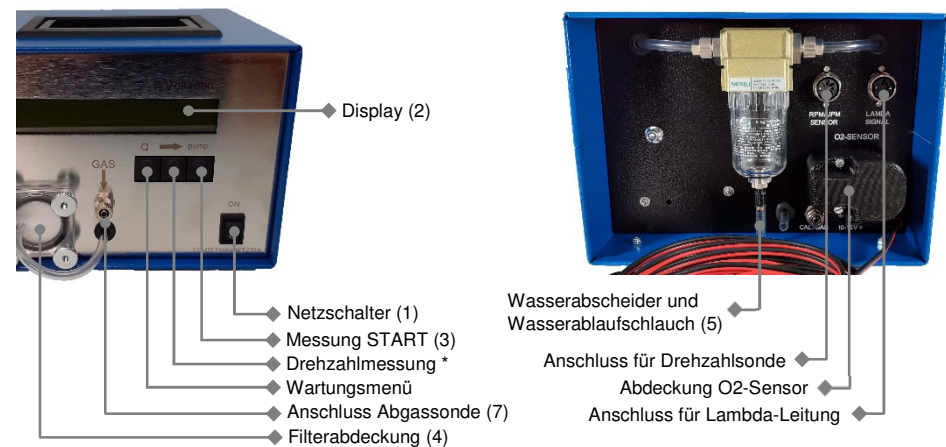 Made in Germany
% Volumen
Display (2)
Q pump
GAS
ON
Netzschalter (1)
Messung START (3)
Drehzahlmessung *
Wartungsmenü
Anschluss Abgassonde (7)
Filterabdeckung (4)
RPM/UPM
SENSOR
LAMBDA
SIGNAL
O2-SENSOR
CAL. GAS
Wasserabscheider und
Wasserablaufschlauch (5)
Anschluss für Drehzahlsonde
Abdeckung O2-Sensor
Anschluss für Lambda-Leitung